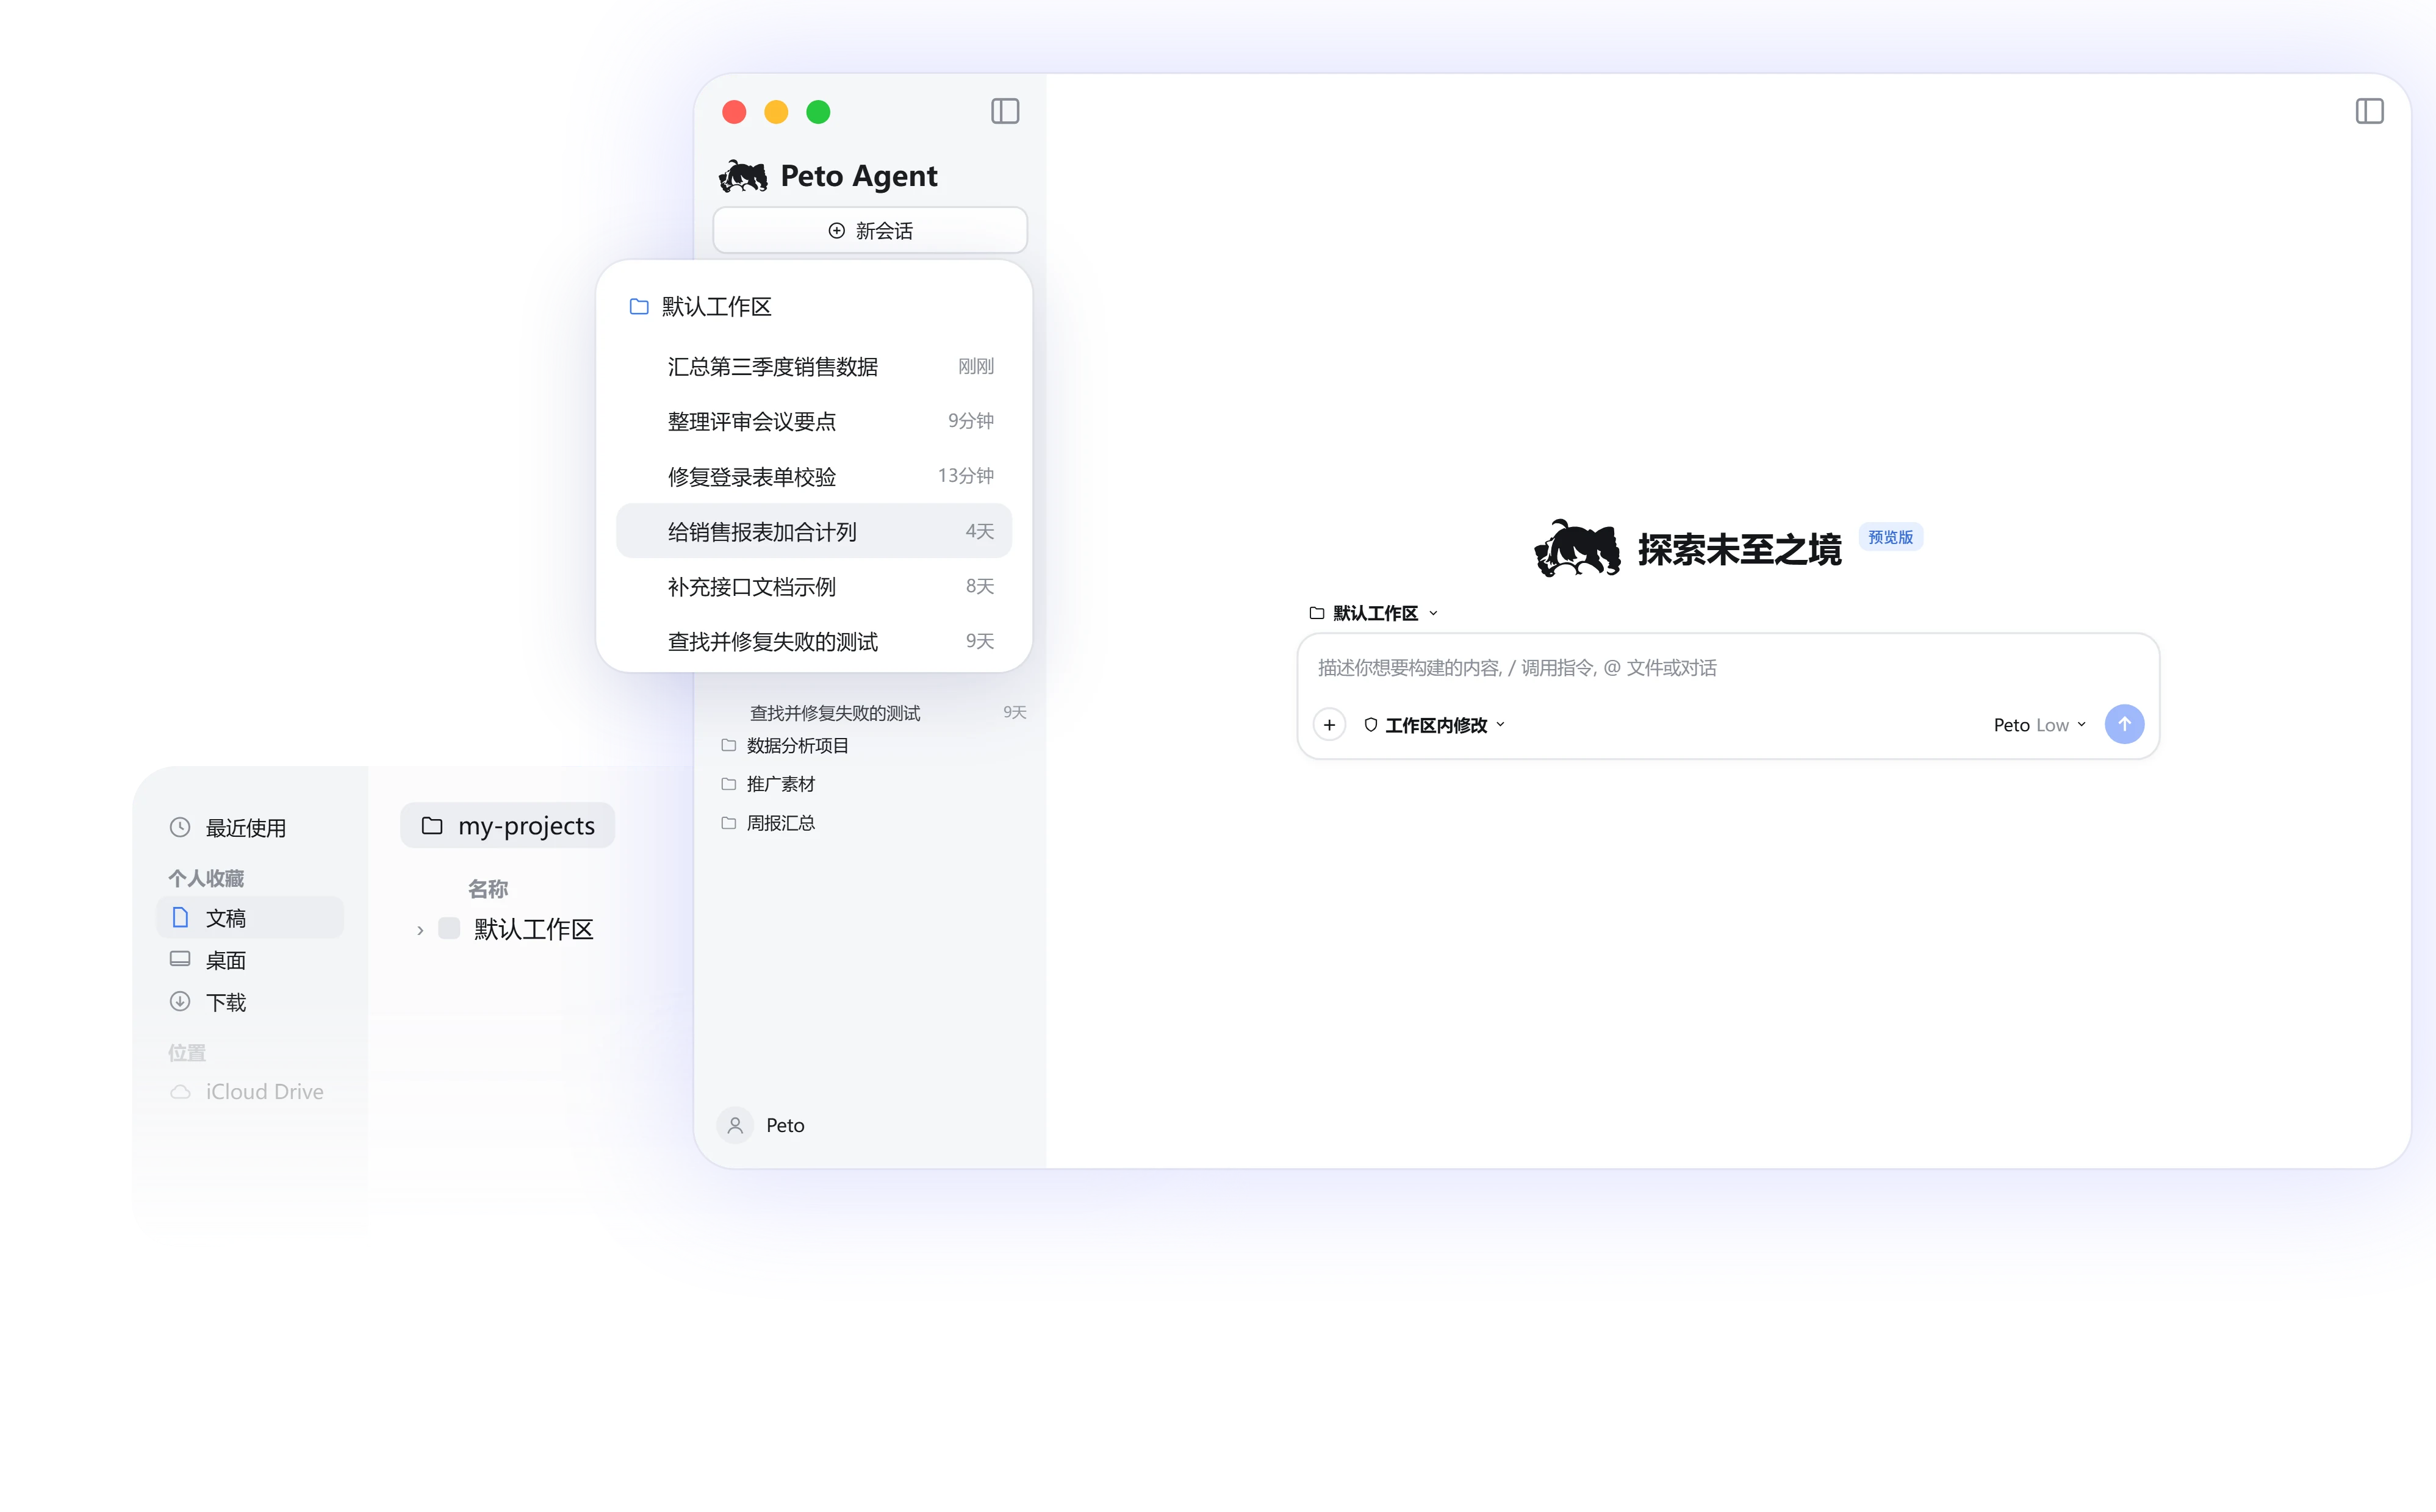 Peto Agent
新会话
默认工作区
汇总第三季度销售数据 刚刚
整理评审会议要点 9分钟
修复登录表单校验 13分钟
给销售报表加合计列 4天
补充接口文档示例 8天
查找并修复失败的测试 9天
查找并修复失败的测试 9天
数据分析项目
推广素材
周报汇总
Peto
最近使用
个人收藏
文稿
桌面
下载
位置
iCloud Drive
my-projects
名称
默认工作区
探索未至之境 预览版
默认工作区
描述你想要构建的内容, / 调用指令, @ 文件或对话
工作区内修改 Peto Low